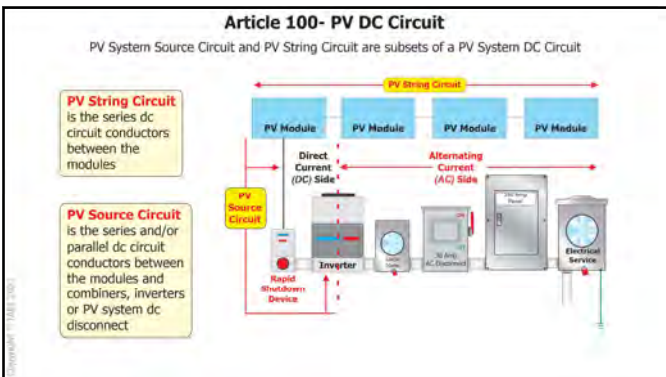 Article 100- PV DC Circuit
PV System Source Circuit and PV String Circuit are subsets of a PV System DC Circuit
PV String Circuit
PV String Circuit
is the series dc
circuit conductors
between the
modules
PV Module
PV Module
PV Module
PV Module
Direct
Current
(DC) Side
Alternating
Current
(AC) Side
PV
Source
Circuit
PV Source Circuit
is the series and/or
parallel dc circuit
conductors between
the modules and
combiners, inverters
or PV system dc
disconnect
Rapid
Shutdown
Device
Inverter
AC Disconnect
Panel
Electrical
Service
Copyright